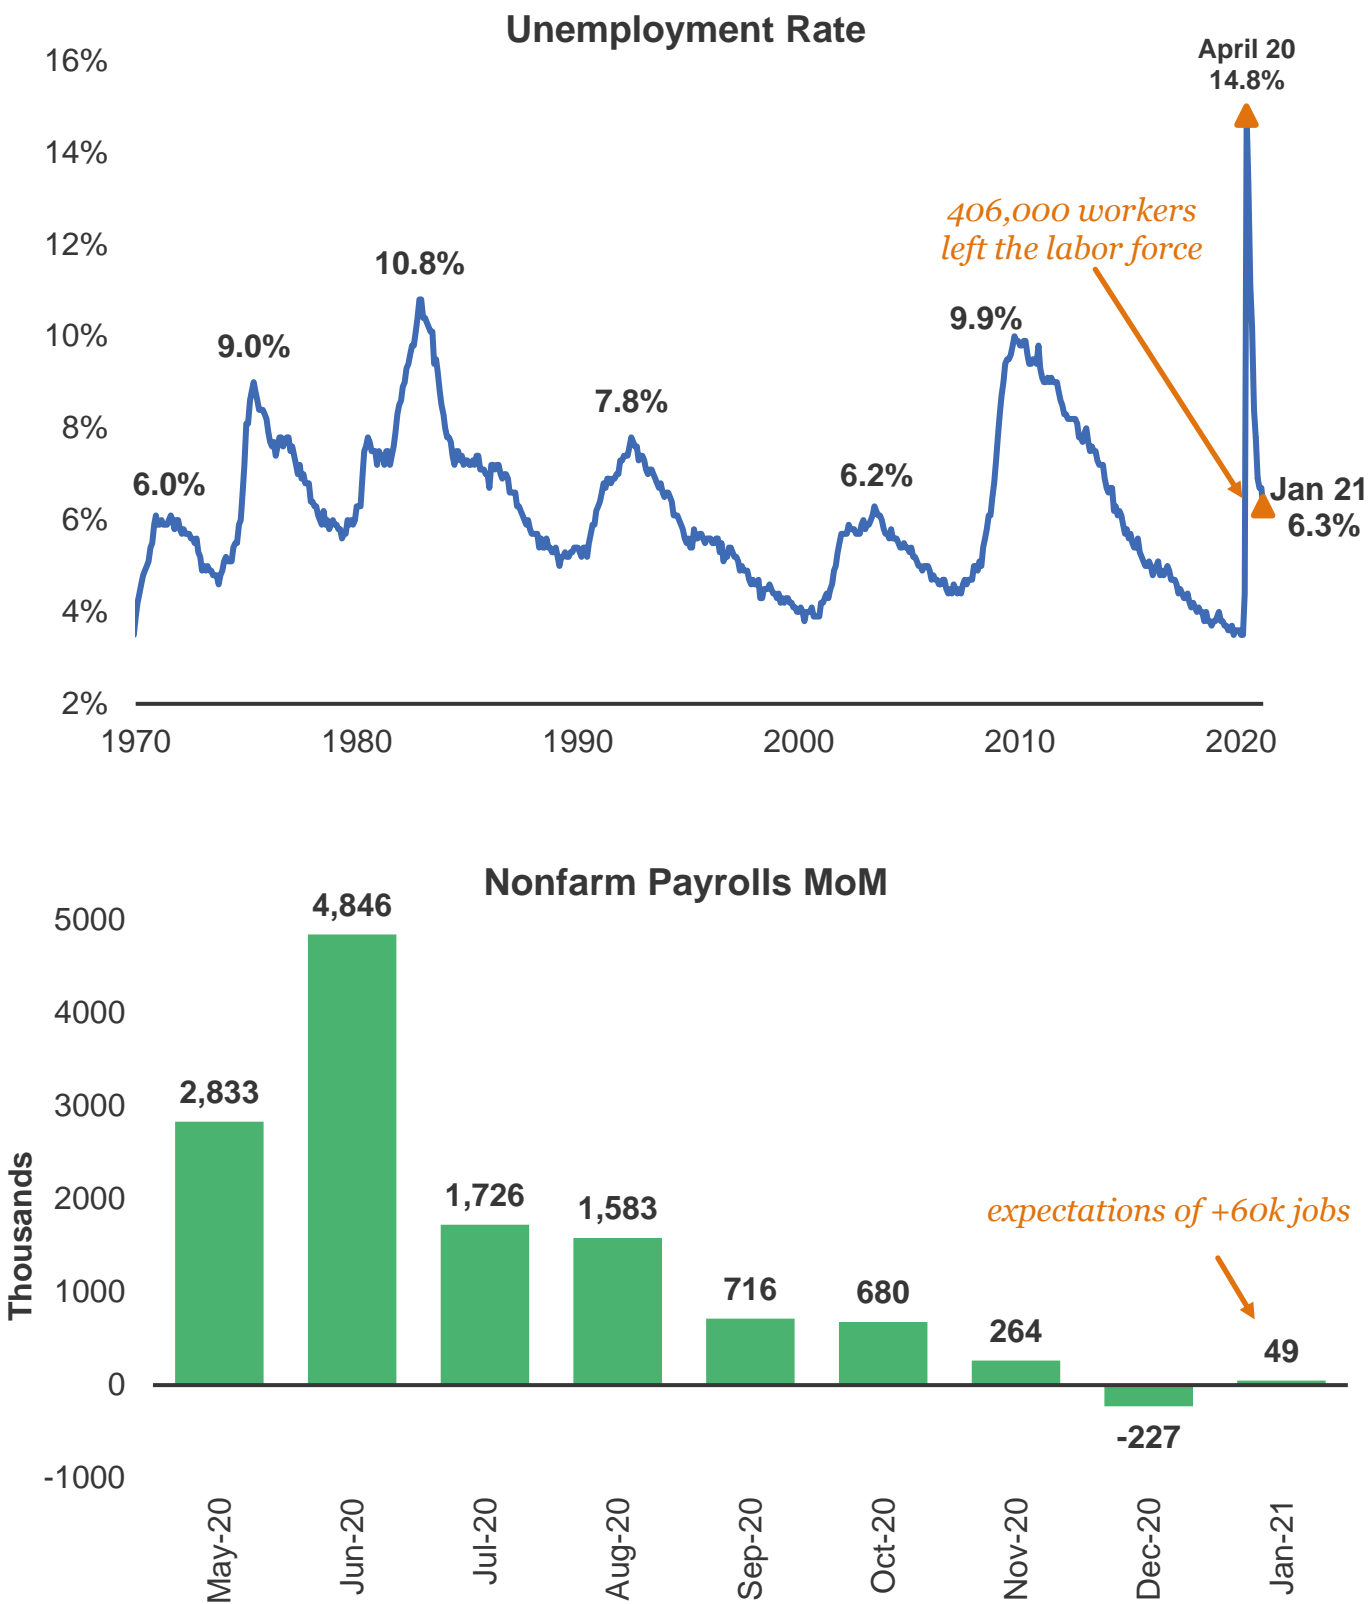 Unemployment Rate
16%
14%
12%
10%
8%
6%
4%
2%
6.0%
9.0%
10.8%
7.8%
6.2%
9.9%
406,000 workers
left the labor force
April 20
14.8%
Jan 21
6.3%
1970
1980
1990
2000
2010
2020
Nonfarm Payrolls MoM
Thousands
5000
4000
3000
2000
1000
0
-1000
2,833
4,846
1,726
1,583
716
680
264
-227
49
expectations of +60k jobs
May-20
Jun-20
Jul-20
Aug-20
Sep-20
Oct-20
Nov-20
Dec-20
Jan-21